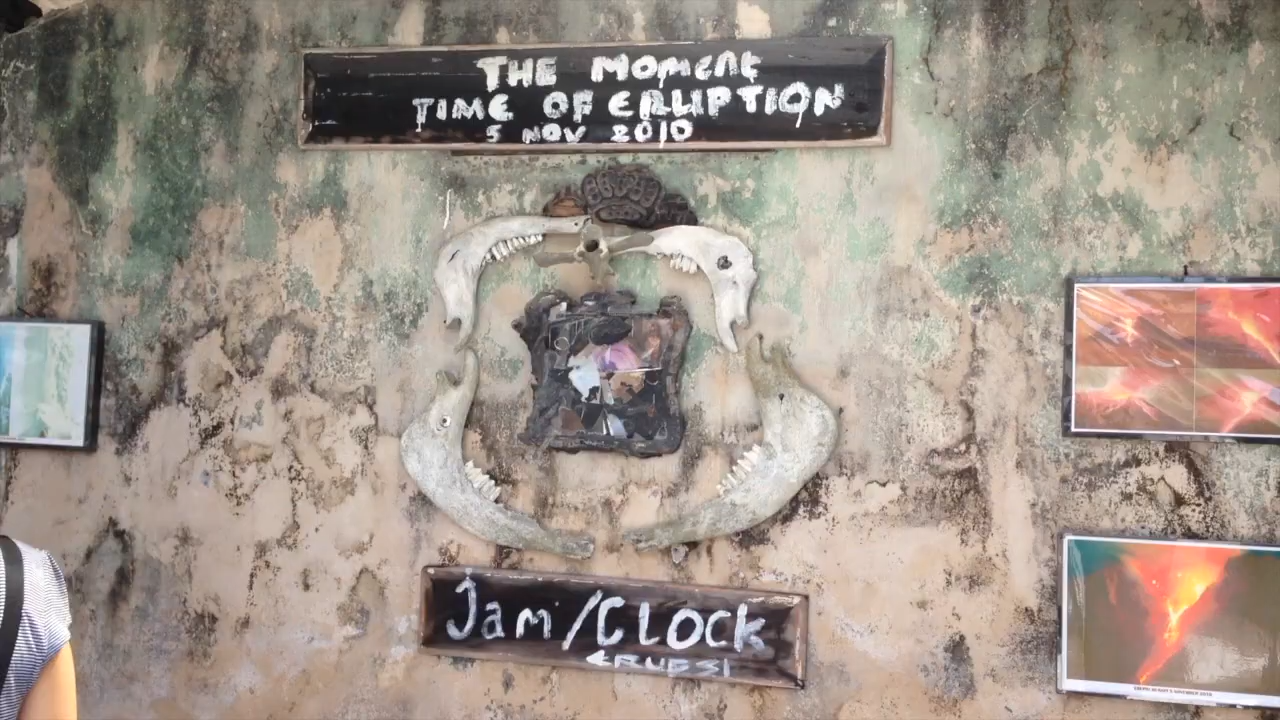 THE MOMENt
TIME OF ERUPTION
5 NOV 2010
Jam/CLOCK
ERUPSI